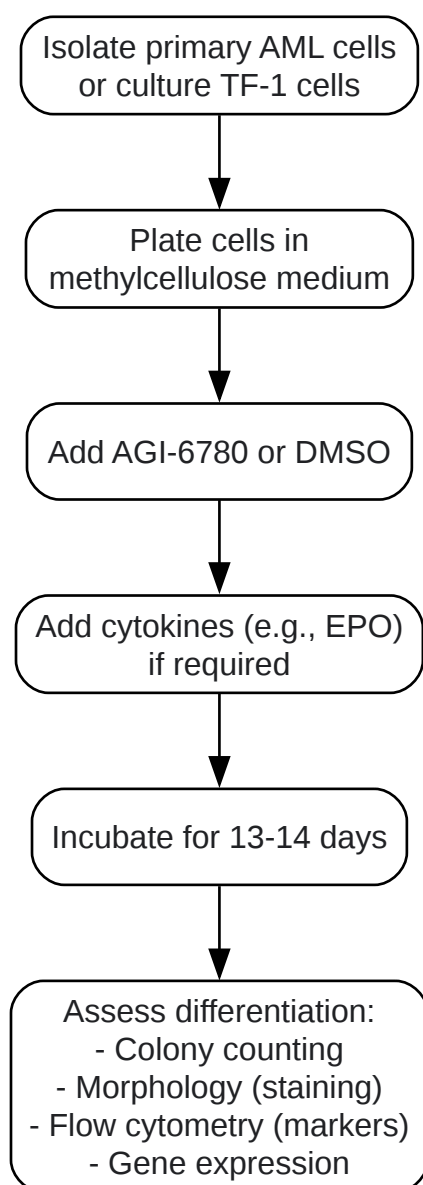 Isolate primary AML cells
or culture TF-1 cells
Plate cells in
methylcellulose medium
Add AGI-6780 or DMSO
Add cytokines (e.g., EPO)
if required
Incubate for 13-14 days
Assess differentiation:
- Colony counting
- Morphology (staining)
- Flow cytometry (markers)
- Gene expression